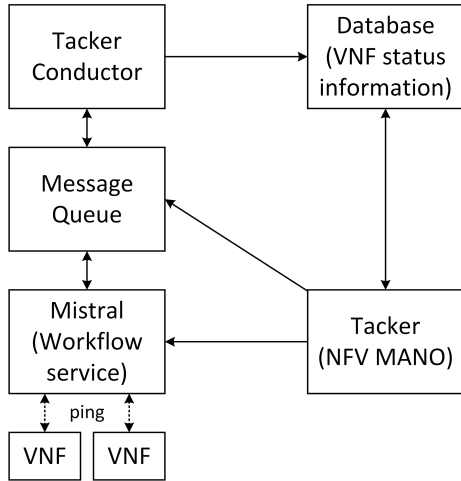 Tacker
Conductor
Database
(VNF status
information)
Message
Queue
Mistral
(Workflow
service)
Tacker
(NFV MANO)
ping
VNF
VNF